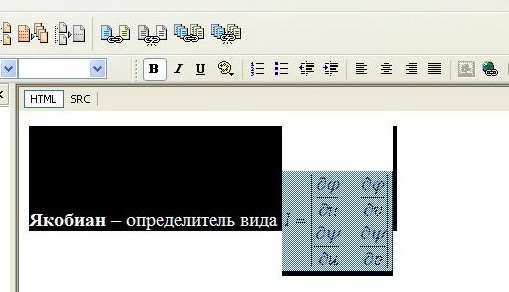 B I U
HTML SRC
Якобиан – определитель вида I = | ∂φ/∂u ∂φ/∂v ; ∂ψ/∂u ∂ψ/∂v |